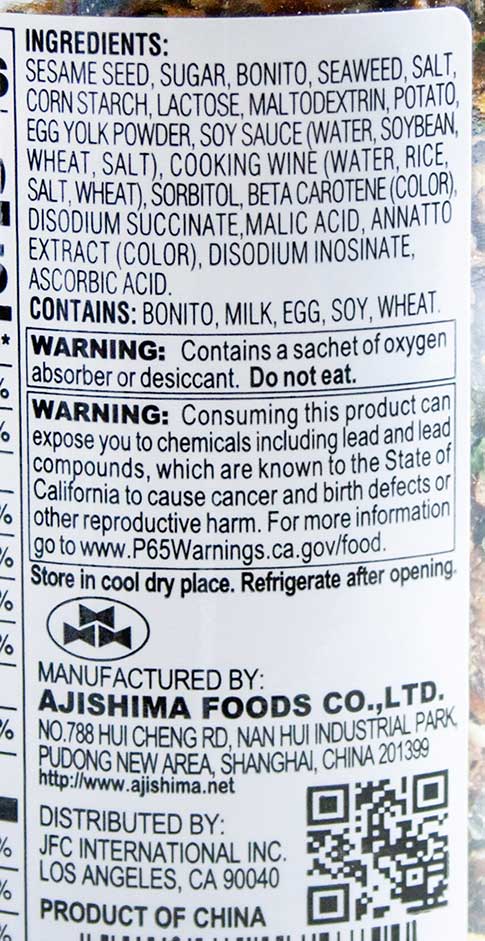 INGREDIENTS:
SESAME SEED, SUGAR, BONITO, SEAWEED, SALT,
CORN STARCH, LACTOSE, MALTODEXTRIN, POTATO,
EGG YOLK POWDER, SOY SAUCE (WATER, SOYBEAN,
WHEAT, SALT), COOKING WINE (WATER, RICE,
SALT, WHEAT), SORBITOL, BETA CAROTENE (COLOR),
DISODIUM SUCCINATE, MALIC ACID, ANNATTO
EXTRACT (COLOR), DISODIUM INOSINATE,
ASCORBIC ACID.
CONTAINS: BONITO, MILK, EGG, SOY, WHEAT.
WARNING: Contains a sachet of oxygen
absorber or desiccant. Do not eat.
WARNING: Consuming this product can
expose you to chemicals including lead and lead
compounds, which are known to the State of
California to cause cancer and birth defects or
other reproductive harm. For more information
go to www.P65Warnings.ca.gov/food.
Store in cool dry place. Refrigerate after opening.
MANUFACTURED BY:
AJISHIMA FOODS CO.,LTD.
NO.788 HUI CHENG RD, NAN HUI INDUSTRIAL PARK,
PUDONG NEW AREA, SHANGHAI, CHINA 201399
http://www.ajishima.net
DISTRIBUTED BY:
JFC INTERNATIONAL INC.
LOS ANGELES, CA 90040
PRODUCT OF CHINA